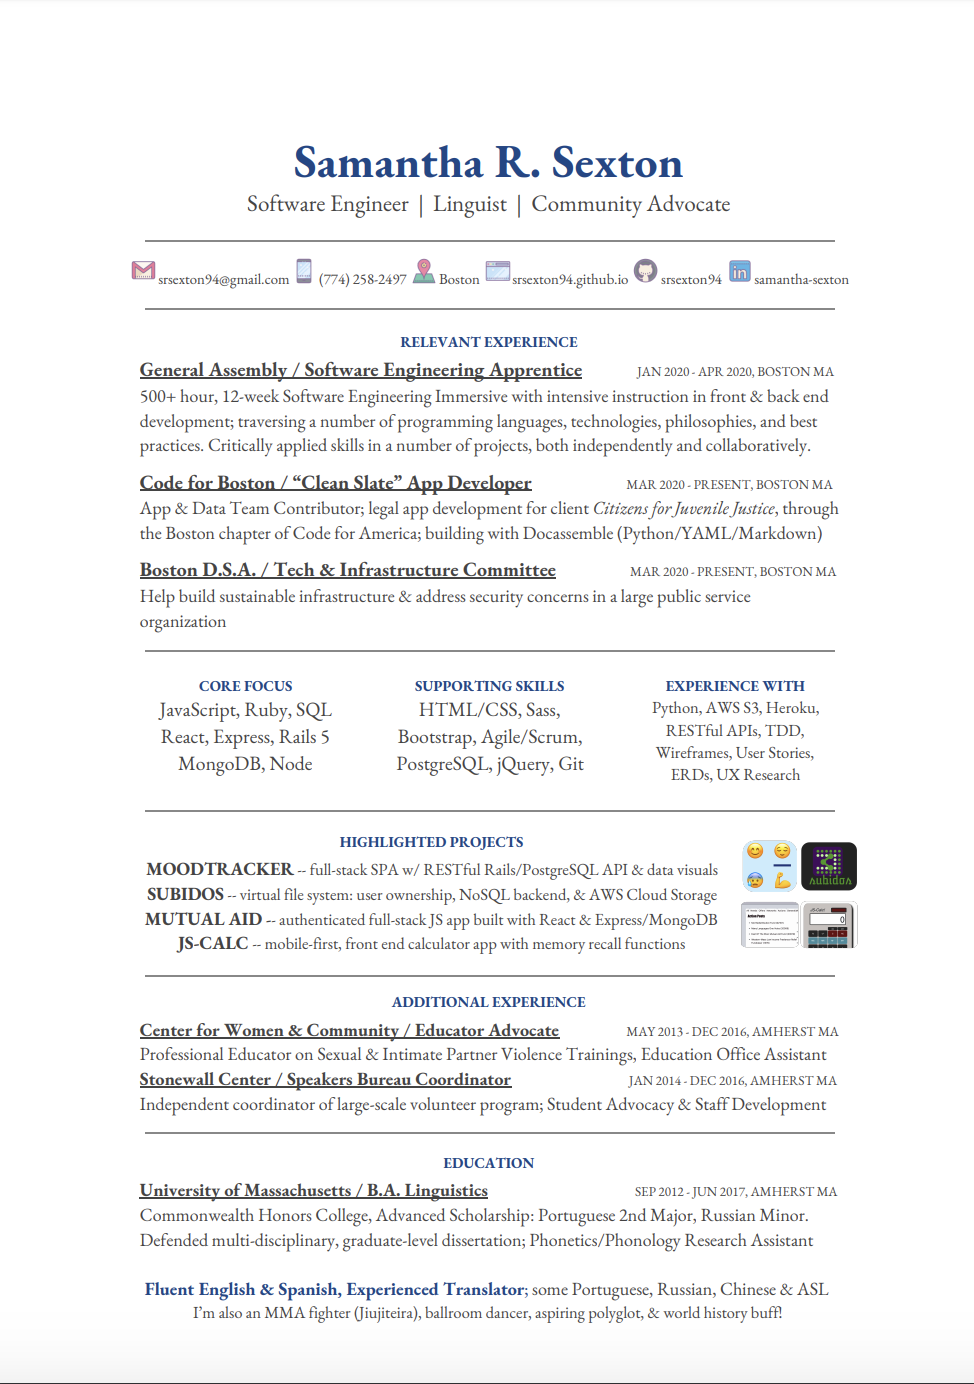 Samantha R. Sexton
Software Engineer | Linguist | Community Advocate
srsexton94@gmail.com (774) 258-2497 Boston srsexton94.github.io srsexton94 samantha-sexton
RELEVANT EXPERIENCE
General Assembly / Software Engineering Apprentice JAN 2020 - APR 2020, BOSTON MA
500+ hour, 12-week Software Engineering Immersive with intensive instruction in front & back end
development; traversing a number of programming languages, technologies, philosophies, and best
practices. Critically applied skills in a number of projects, both independently and collaboratively.
Code for Boston / “Clean Slate” App Developer MAR 2020 - PRESENT, BOSTON MA
App & Data Team Contributor; legal app development for client Citizens for Juvenile Justice, through
the Boston chapter of Code for America; building with Docassemble (Python/YAML/Markdown)
Boston D.S.A. / Tech & Infrastructure Committee MAR 2020 - PRESENT, BOSTON MA
Help build sustainable infrastructure & address security concerns in a large public service
organization
CORE FOCUS
JavaScript, Ruby, SQL
React, Express, Rails 5
MongoDB, Node
SUPPORTING SKILLS
HTML/CSS, Sass,
Bootstrap, Agile/Scrum,
PostgreSQL, jQuery, Git
EXPERIENCE WITH
Python, AWS S3, Heroku,
RESTful APIs, TDD,
Wireframes, User Stories,
ERDs, UX Research
HIGHLIGHTED PROJECTS
MOODTRACKER -- full-stack SPA w/ RESTful Rails/PostgreSQL API & data visuals
SUBIDOS -- virtual file system: user ownership, NoSQL backend, & AWS Cloud Storage
MUTUAL AID -- authenticated full-stack JS app built with React & Express/MongoDB
JS-CALC -- mobile-first, front end calculator app with memory recall functions
subidos
ADDITIONAL EXPERIENCE
Center for Women & Community / Educator Advocate MAY 2013 - DEC 2016, AMHERST MA
Professional Educator on Sexual & Intimate Partner Violence Trainings, Education Office Assistant
Stonewall Center / Speakers Bureau Coordinator JAN 2014 - DEC 2016, AMHERST MA
Independent coordinator of large-scale volunteer program; Student Advocacy & Staff Development
EDUCATION
University of Massachusetts / B.A. Linguistics SEP 2012 - JUN 2017, AMHERST MA
Commonwealth Honors College, Advanced Scholarship: Portuguese 2nd Major, Russian Minor.
Defended multi-disciplinary, graduate-level dissertation; Phonetics/Phonology Research Assistant
Fluent English & Spanish, Experienced Translator; some Portuguese, Russian, Chinese & ASL
I’m also an MMA fighter (Jiujiteira), ballroom dancer, aspiring polyglot, & world history buff!